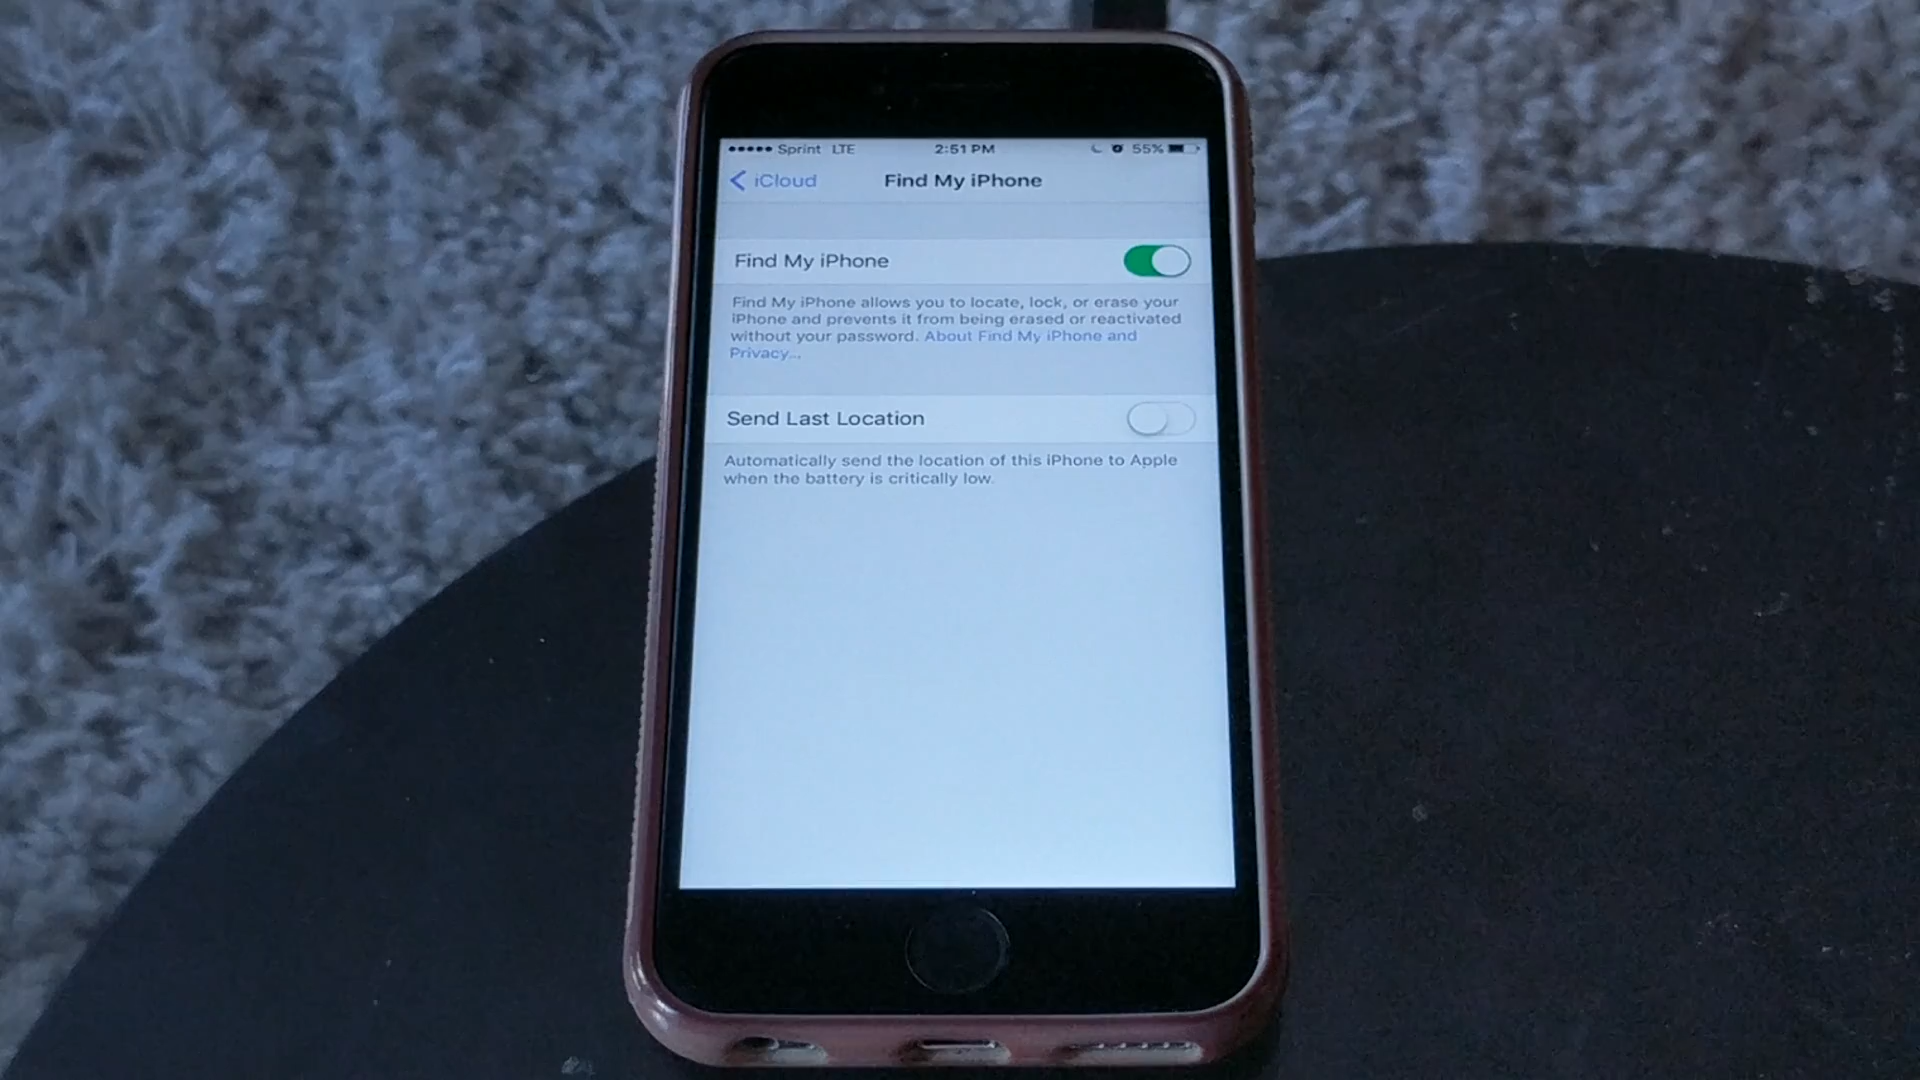 Sprint LTE 2:51 PM 55%
iCloud Find My iPhone
Find My iPhone
Find My iPhone allows you to locate, lock, or erase your
iPhone and prevents it from being erased or reactivated
without your password. About Find My iPhone and
Privacy...
Send Last Location
Automatically send the location of this iPhone to Apple
when the battery is critically low.